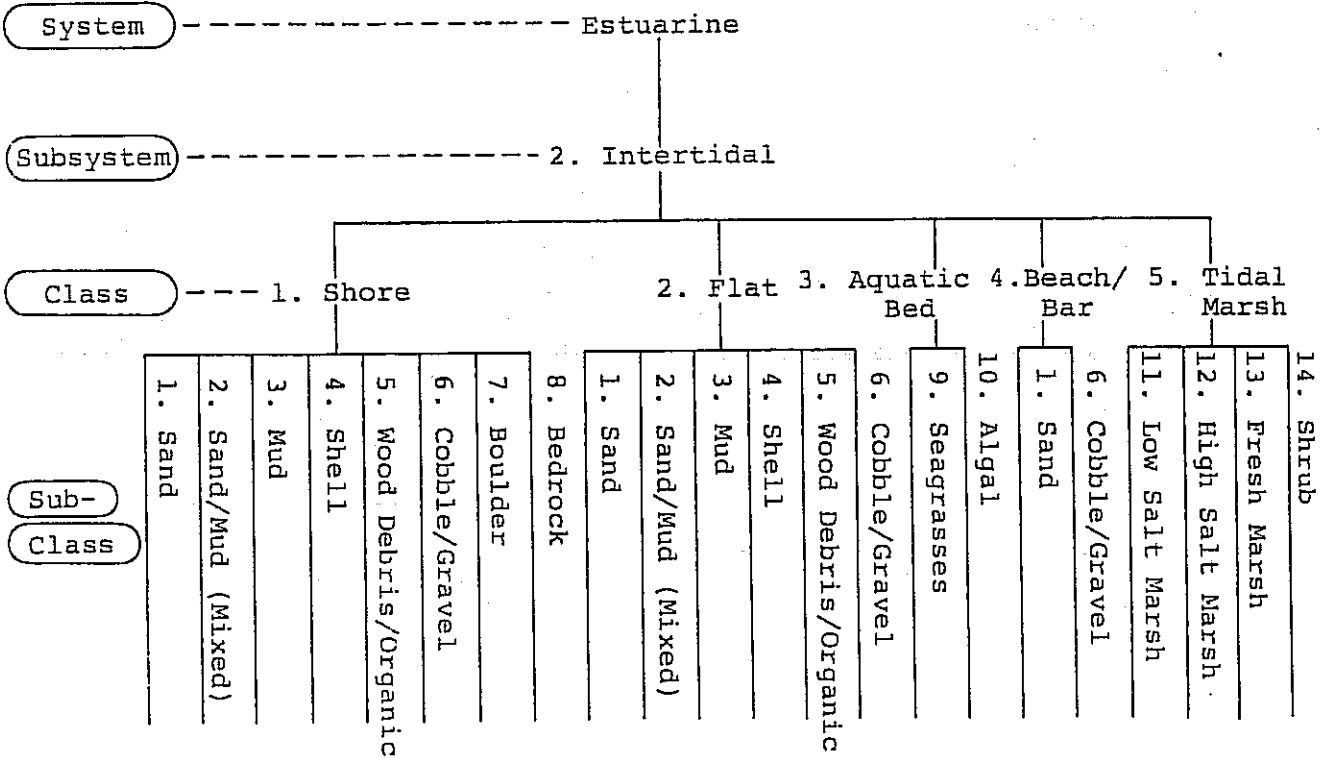 System
Estuarine
Subsystem
2. Intertidal
Class
1. Shore
2. Flat
3. Aquatic
Bed
4.Beach/
Bar
5. Tidal
Marsh
Sub-
Class
1. Sand
2. Sand/Mud (Mixed)
3. Mud
4. Shell
5. Wood Debris/Organic
6. Cobble/Gravel
7. Boulder
8. Bedrock
1. Sand
2. Sand/Mud (Mixed)
3. Mud
4. Shell
5. Wood Debris/Organic
6. Cobble/Gravel
9. Seagrasses
10. Algal
1. Sand
6. Cobble/Gravel
11. Low Salt Marsh
12. High Salt Marsh
13. Fresh Marsh
14. Shrub